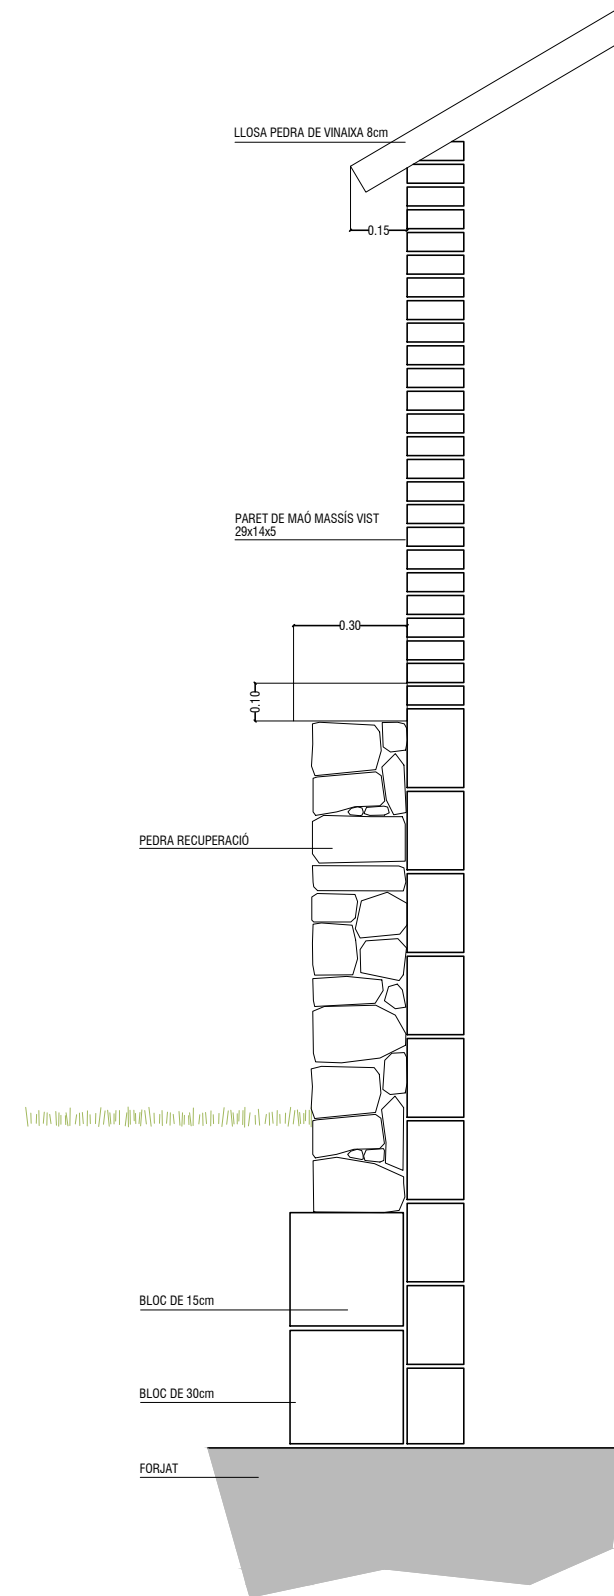 LLOSA PEDRA DE VINAIXA 8cm
0.15
PARET DE MAÓ MASSÍS VIST
29x14x5
0.30
0.10
PEDRA RECUPERACIÓ
BLOC DE 15cm
BLOC DE 30cm
FORJAT